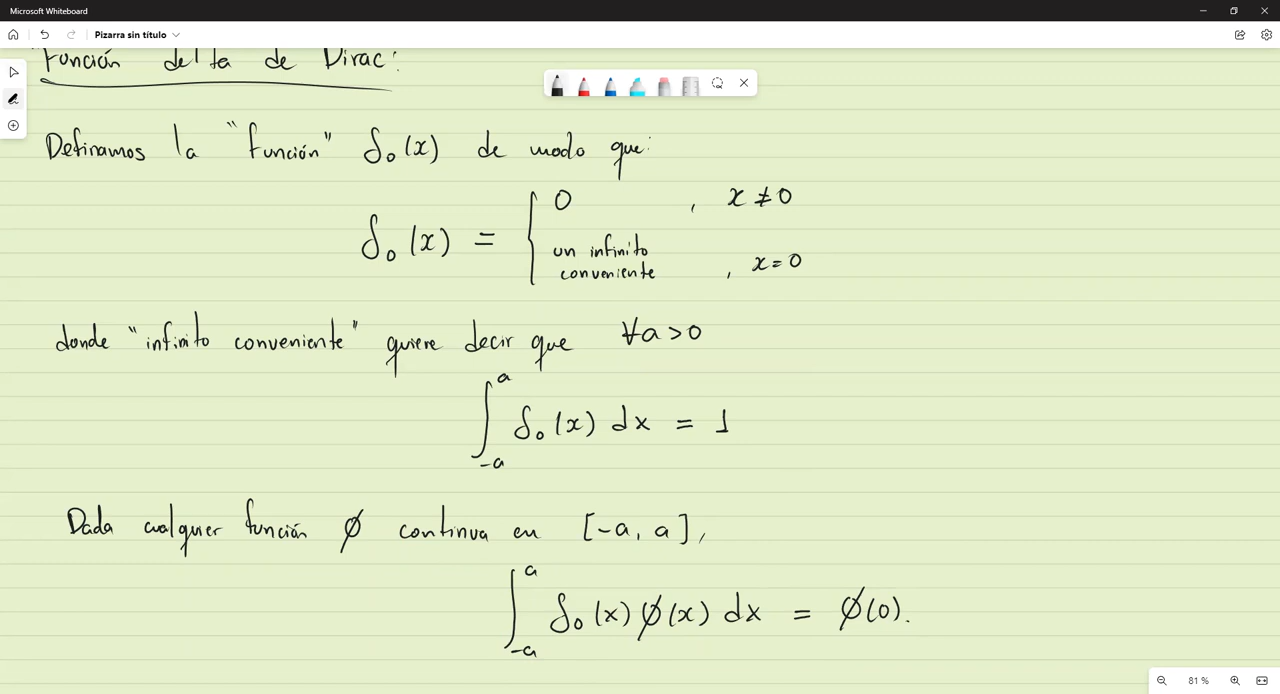 Microsoft Whiteboard
Pizarra sin título
"Función delta de Dirac:
Definamos la "función" δ₀(x) de modo que:
δ₀(x) = { 0 , x ≠ 0
un infinito conveniente , x = 0
donde "infinito conveniente" quiere decir que ∀a > 0
∫_{-a}^{a} δ₀(x) dx = 1
Dada cualquier función ϕ continua en [-a, a],
∫_{-a}^{a} δ₀(x) ϕ(x) dx = ϕ(0).
81 %